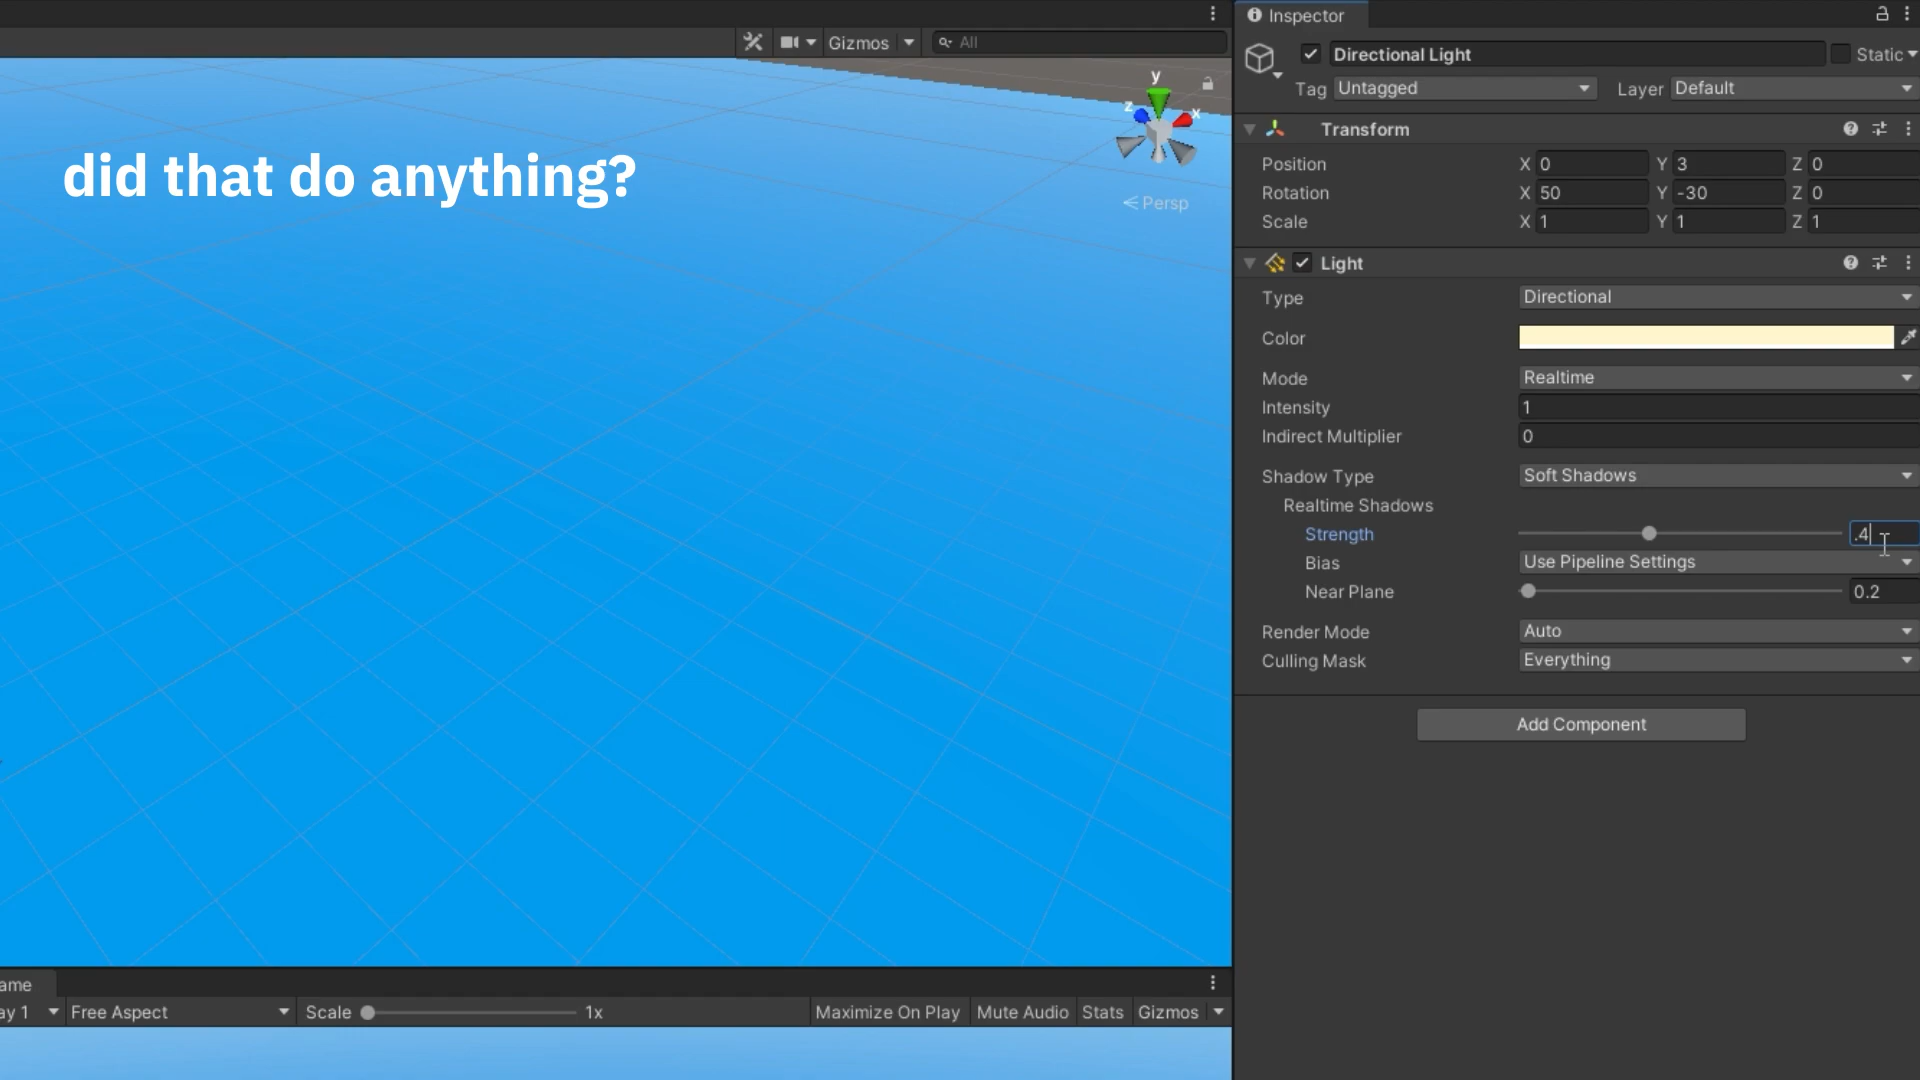 Inspector
Gizmos
All
Directional Light
Static
Tag Untagged Layer Default
y
z
x
Persp
did that do anything?
Transform
Position X 0 Y 3 Z 0
Rotation X 50 Y -30 Z 0
Scale X 1 Y 1 Z 1
Light
Type Directional
Color
Mode Realtime
Intensity 1
Indirect Multiplier 0
Shadow Type Soft Shadows
Realtime Shadows
Strength .4
Bias Use Pipeline Settings
Near Plane 0.2
Render Mode Auto
Culling Mask Everything
Add Component
ame
ay 1 Free Aspect Scale 1x Maximize On Play Mute Audio Stats Gizmos